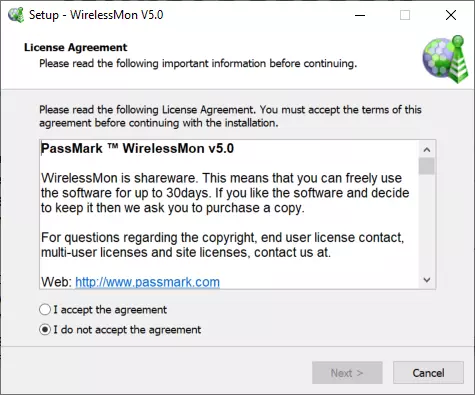 Setup - WirelessMon V5.0
License Agreement
Please read the following important information before continuing.
Please read the following License Agreement. You must accept the terms of this
agreement before continuing with the installation.
PassMark ™ WirelessMon v5.0
WirelessMon is shareware. This means that you can freely use
the software for up to 30days. If you like the software and decide
to keep it then we ask you to purchase a copy.
For questions regarding the copyright, end user license contact,
multi-user licenses and site licenses, contact us at.
Web: http://www.passmark.com
I accept the agreement
I do not accept the agreement
Next >
Cancel